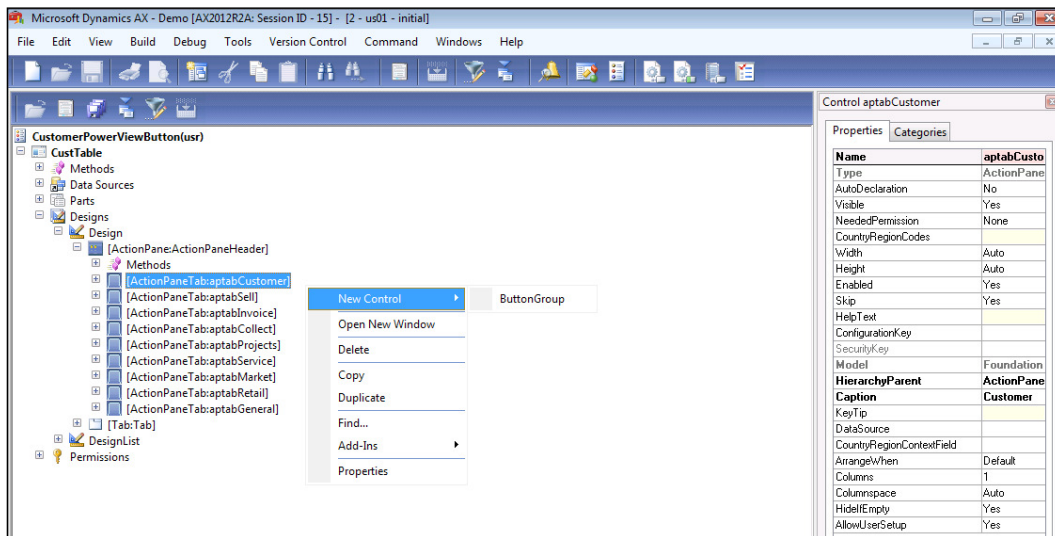 Microsoft Dynamics AX - Demo [AX2012R2A: Session ID - 15] - [2 - us01 - initial]
File Edit View Build Debug Tools Version Control Command Windows Help
CustomerPowerViewButton(usr)
CustTable
Methods
Data Sources
Parts
Designs
Design
[ActionPane:ActionPaneHeader]
Methods
[ActionPaneTab:aptabCustomer]
[ActionPaneTab:aptabSell]
[ActionPaneTab:aptabInvoice]
[ActionPaneTab:aptabCollect]
[ActionPaneTab:aptabProjects]
[ActionPaneTab:aptabService]
[ActionPaneTab:aptabMarket]
[ActionPaneTab:aptabRetail]
[ActionPaneTab:aptabGeneral]
[Tab:Tab]
DesignList
Permissions
New Control
Open New Window
Delete
Copy
Duplicate
Find...
Add-Ins
Properties
ButtonGroup
Control aptabCustomer
Properties Categories
Name aptabCusto
Type ActionPane
AutoDeclaration No
Visible Yes
NeededPermission None
CountryRegionCodes
Width Auto
Height Auto
Enabled Yes
Skip Yes
HelpText
ConfigurationKey
SecurityKey
Model Foundation
HierarchyParent ActionPane
Caption Customer
KeyTip
DataSource
CountryRegionContextField
ArrangeWhen Default
Columns 1
Columnspace Auto
HideIfEmpty Yes
AllowUserSetup Yes